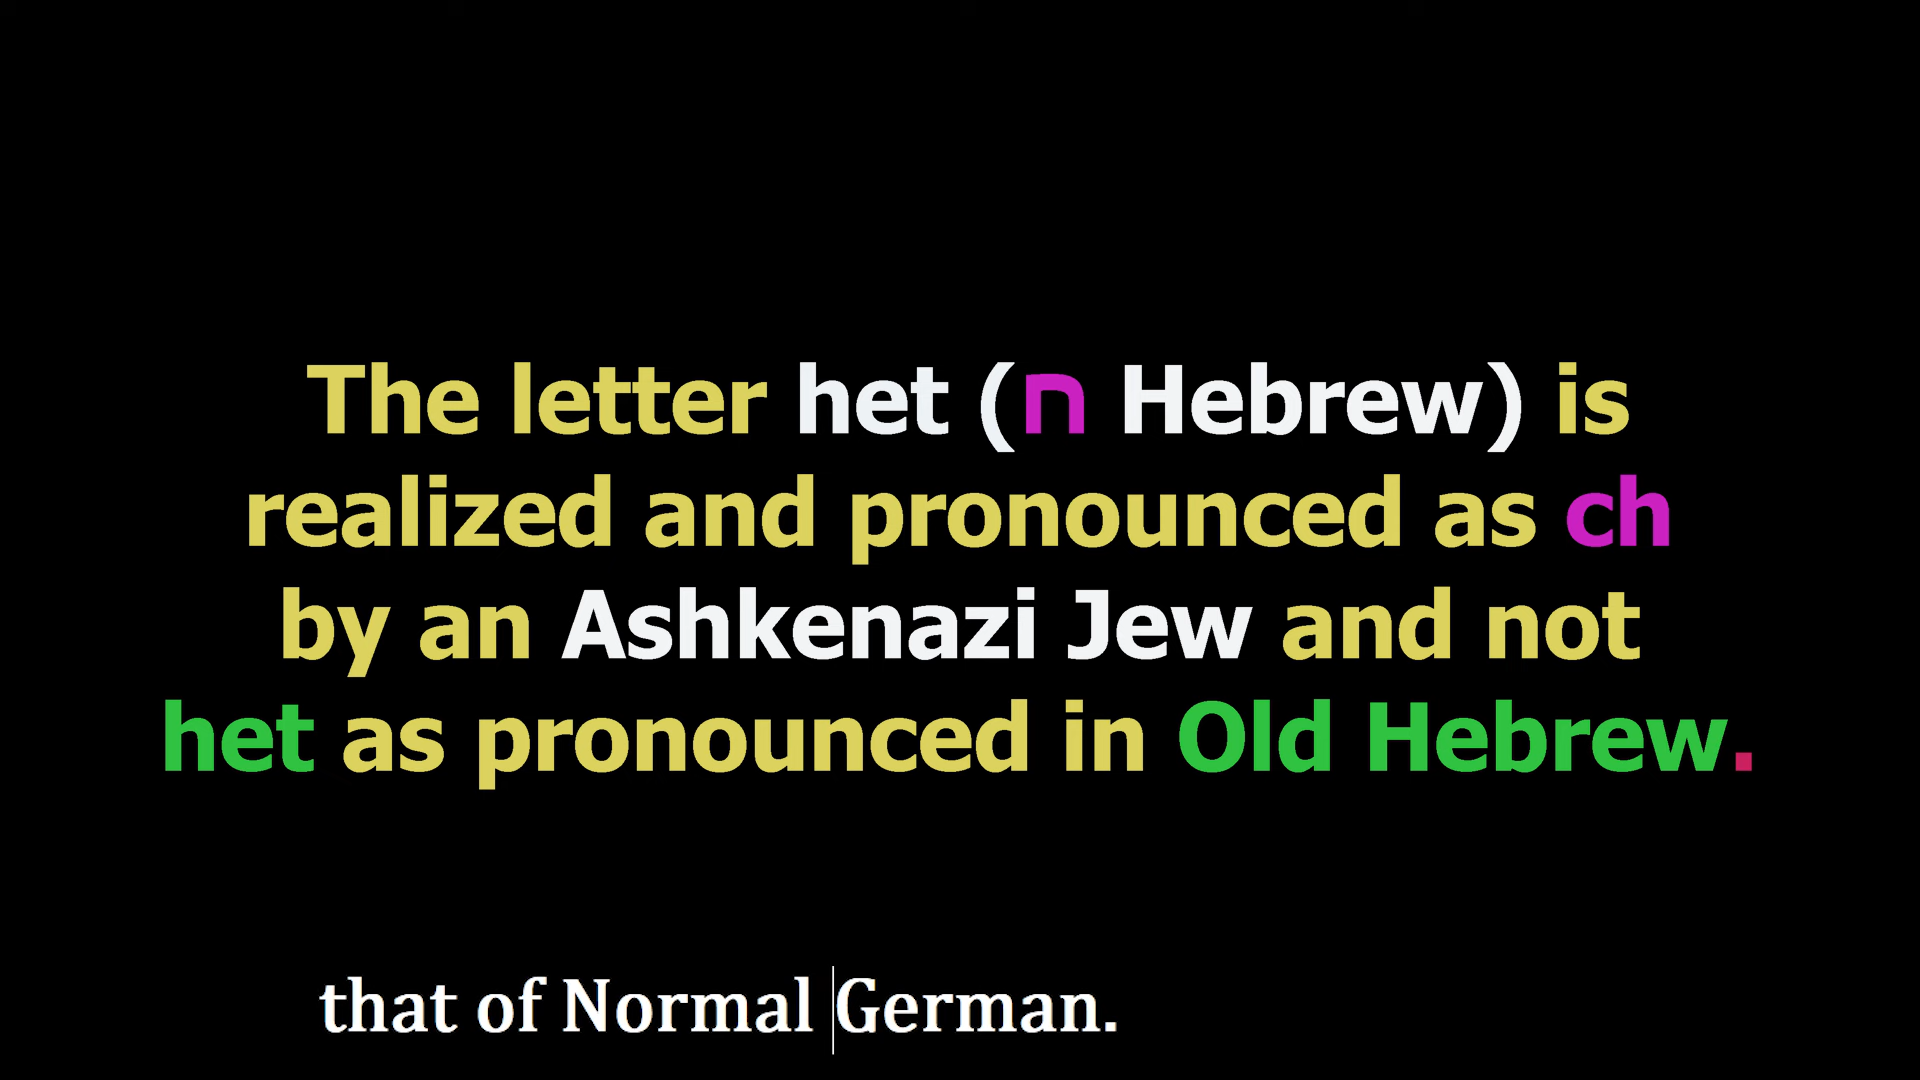 The letter het (ח Hebrew) is
realized and pronounced as ch
by an Ashkenazi Jew and not
het as pronounced in Old Hebrew.
that of Normal German.